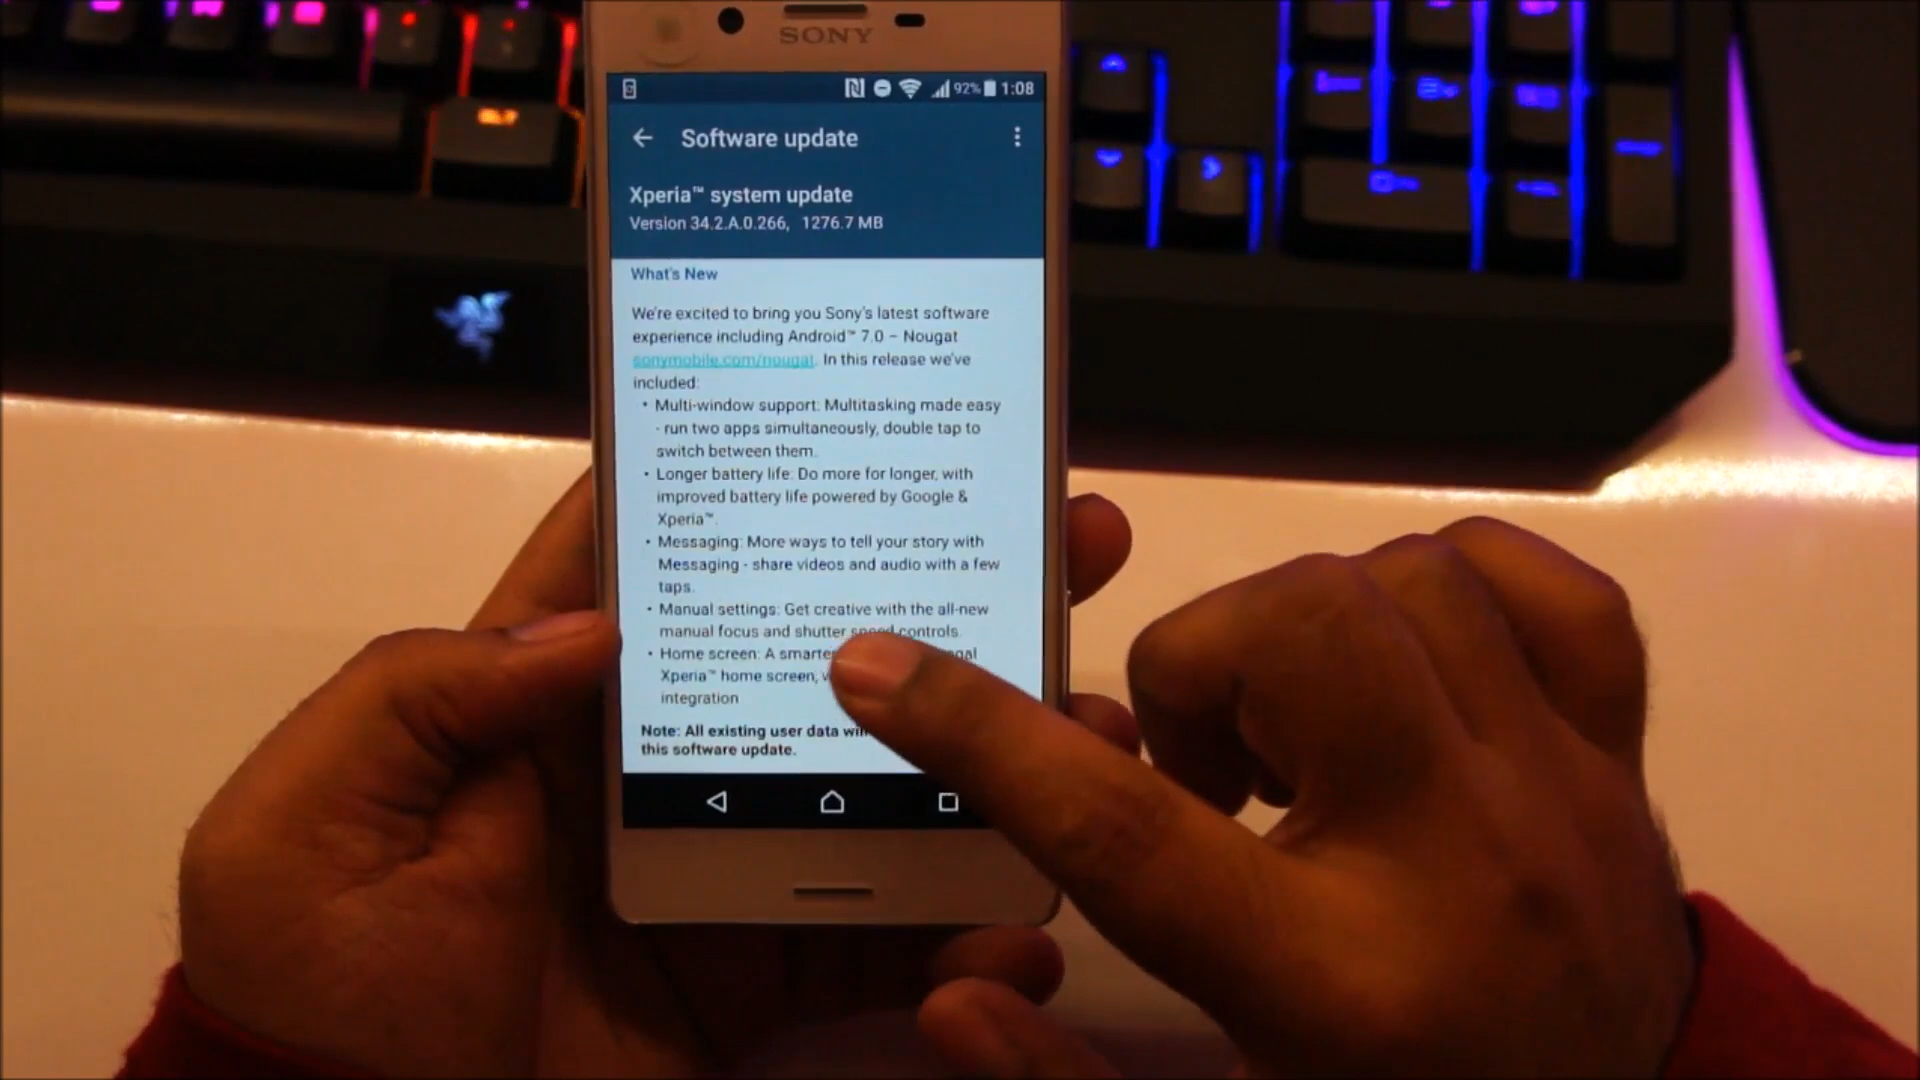 SONY
92% 1:08
Software update
Xperia™ system update
Version 34.2.A.0.266, 1276.7 MB
What's New
We're excited to bring you Sony's latest software
experience including Android™ 7.0 – Nougat
sonymobile.com/nougat. In this release we've
included:
• Multi-window support: Multitasking made easy
- run two apps simultaneously, double tap to
switch between them.
• Longer battery life: Do more for longer, with
improved battery life powered by Google &
Xperia™.
• Messaging: More ways to tell your story with
Messaging - share videos and audio with a few
taps.
• Manual settings: Get creative with the all-new
manual focus and shutter speed controls.
• Home screen: A smarter
Xperia™ home screen,
integration
Note: All existing user data will
this software update.